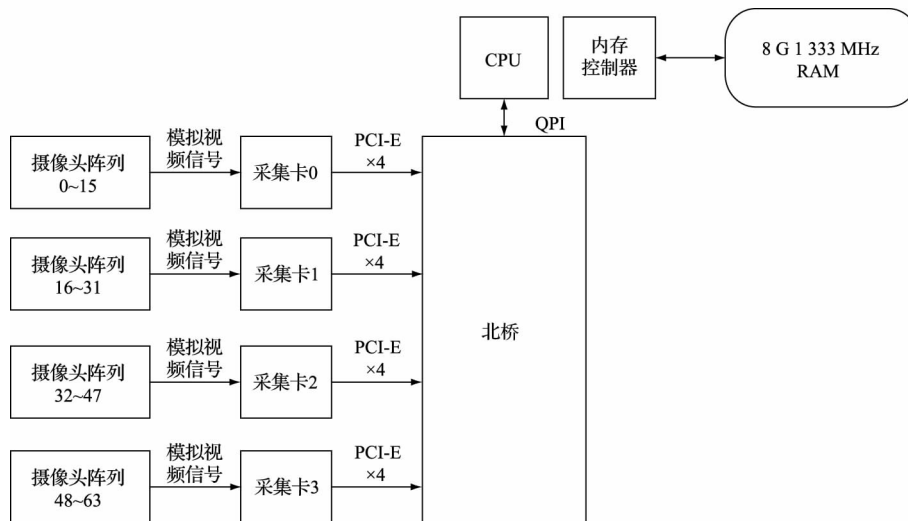 CPU
内存
控制器
8 G 1 333 MHz
RAM
QPI
摄像头阵列
0~15
模拟视
频信号
采集卡0
PCI-E
×4
摄像头阵列
16~31
模拟视
频信号
采集卡1
PCI-E
×4
北桥
摄像头阵列
32~47
模拟视
频信号
采集卡2
PCI-E
×4
摄像头阵列
48~63
模拟视
频信号
采集卡3
PCI-E
×4